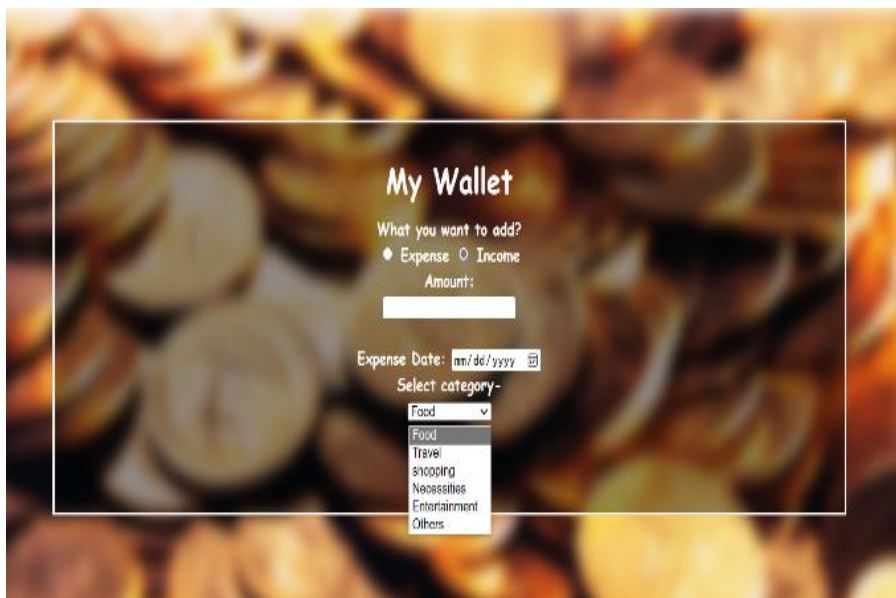 My Wallet
What you want to add?
Expense Income
Amount:
Expense Date: mm/dd/yyyy
Select category-
Food
Food
Travel
shopping
Necessities
Entertainment
Others